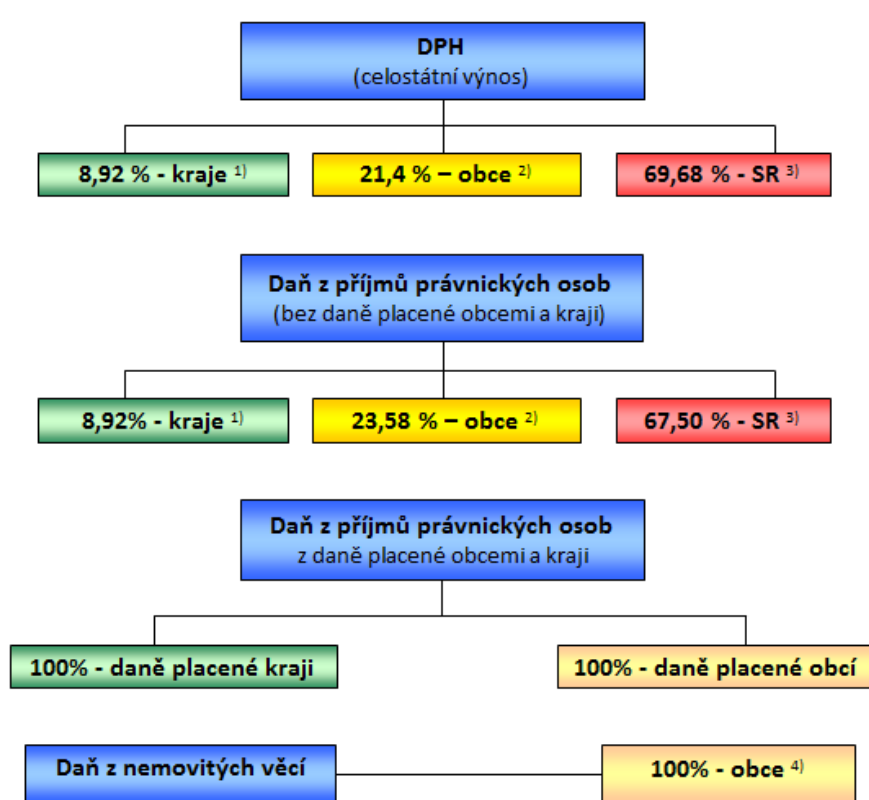 DPH
(celostátní výnos)
8,92 % - kraje 1)
21,4 % – obce 2)
69,68 % - SR 3)
Daň z příjmů právnických osob
(bez daně placené obcemi a kraji)
8,92% - kraje 1)
23,58 % – obce 2)
67,50 % - SR 3)
Daň z příjmů právnických osob
z daně placené obcemi a kraji
100% - daně placené kraji
100% - daně placené obcí
Daň z nemovitých věcí
100% - obce 4)